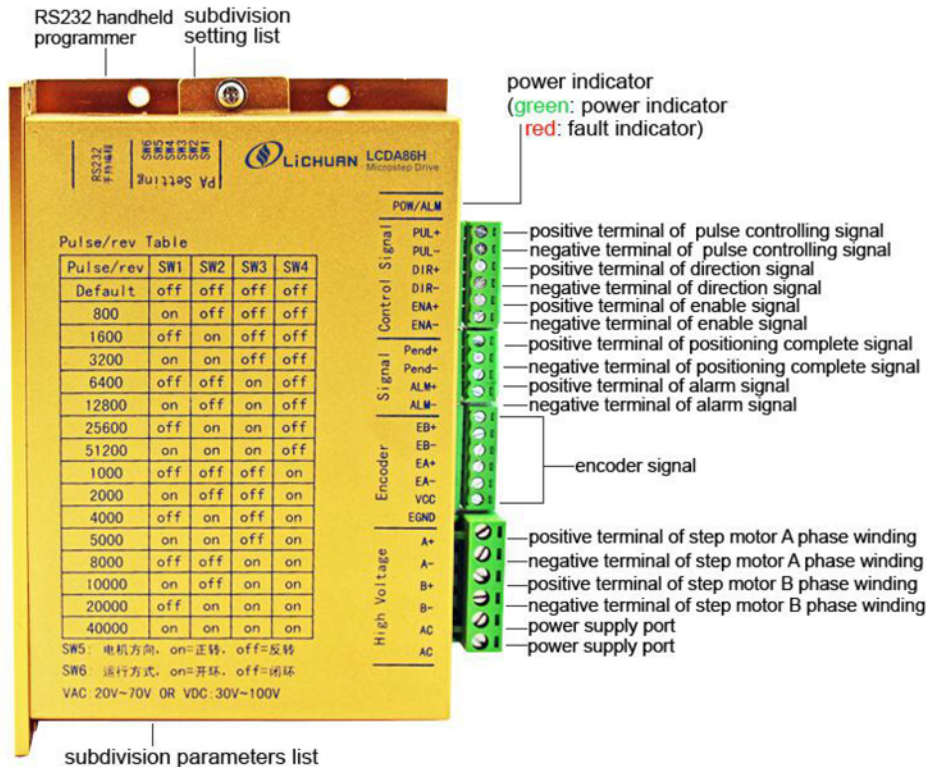 RS232 handheld programmer
subdivision setting list
power indicator
(green: power indicator
red: fault indicator)
RS232
手持编程
SW6
SW5
SW4
SW3
SW2
SW1
PA Setting
LiCHUAN LCDA86H
Microstep Drive
POW/ALM
Control Signal
PUL+ positive terminal of pulse controlling signal
PUL- negative terminal of pulse controlling signal
DIR+ positive terminal of direction signal
DIR- negative terminal of direction signal
ENA+ positive terminal of enable signal
ENA- negative terminal of enable signal
Signal
Pend+ positive terminal of positioning complete signal
Pend- negative terminal of positioning complete signal
ALM+ positive terminal of alarm signal
ALM- negative terminal of alarm signal
Encoder
EB+
EB-
EA+
EA-
VCC
EGND
encoder signal
High Voltage
A+ positive terminal of step motor A phase winding
A- negative terminal of step motor A phase winding
B+ positive terminal of step motor B phase winding
B- negative terminal of step motor B phase winding
AC power supply port
AC power supply port
Pulse/rev Table
Pulse/rev SW1 SW2 SW3 SW4
Default off off off off
800 on off off off
1600 off on off off
3200 on on off off
6400 off off on off
12800 on off on off
25600 off on on off
51200 on on on off
1000 off off off on
2000 on off off on
4000 off on off on
5000 on on off on
8000 off off on on
10000 on off on on
20000 off on on on
40000 on on on on
SW5: 电机方向, on=正转, off=反转
SW6: 运行方式, on=开环, off=闭环
VAC:20V~70V OR VDC:30V~100V
subdivision parameters list